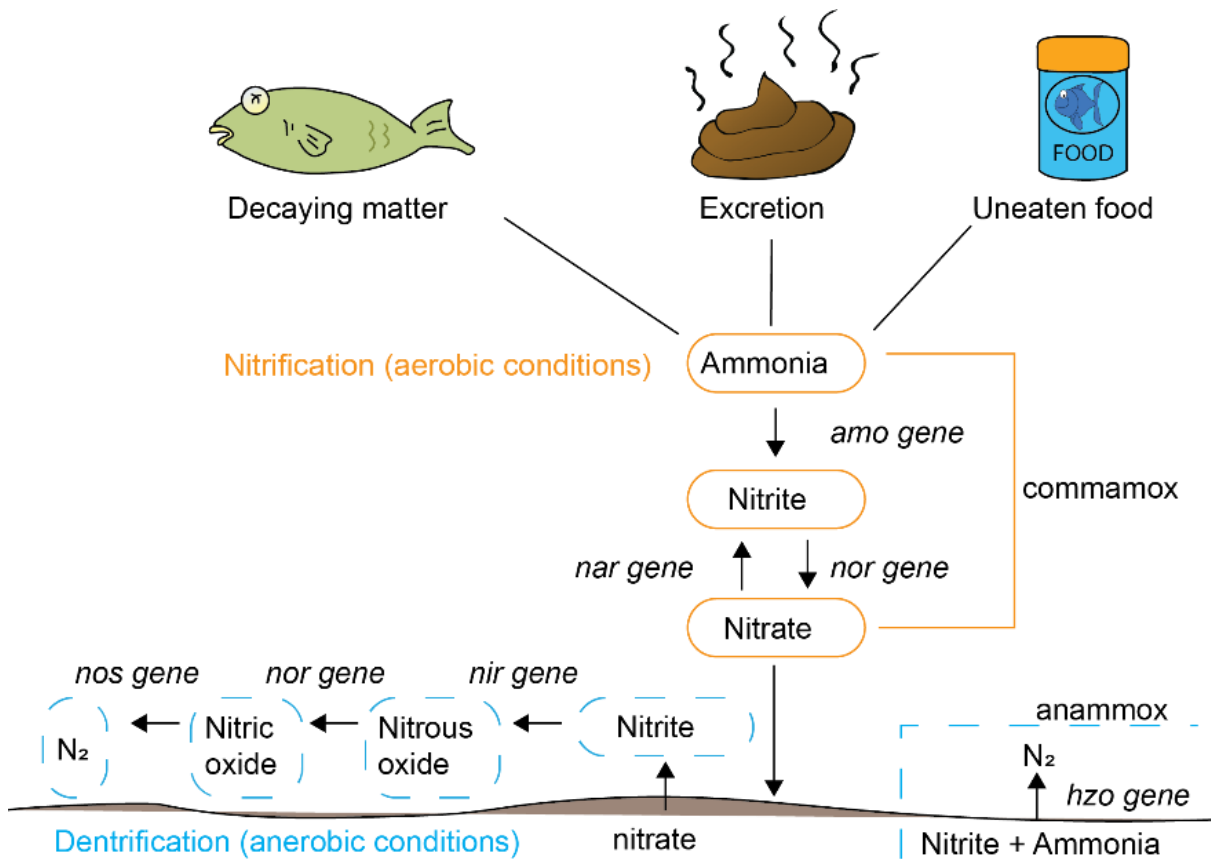 FOOD
Decaying matter
Excretion
Uneaten food
Nitrification (aerobic conditions)
Ammonia
amo gene
Nitrite
commamox
nar gene
nor gene
Nitrate
nos gene
nor gene
nir gene
N₂
Nitric
oxide
Nitrous
oxide
Nitrite
anammox
N₂
hzo gene
Dentrification (anerobic conditions)
nitrate
Nitrite + Ammonia